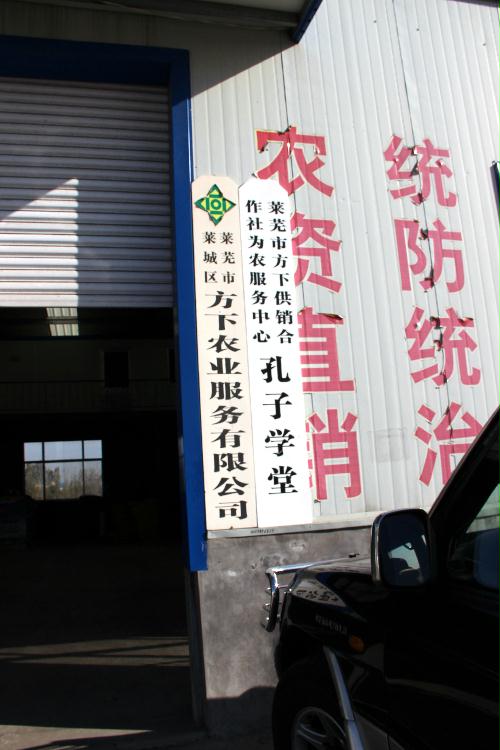 莱芜市
莱城区
方下农业服务有限公司
莱芜市方下供销合
作社为农服务中心
孔子学堂
农资直销
统防统治